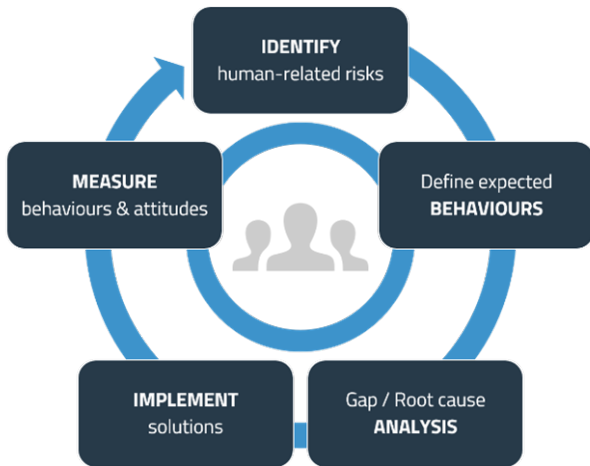 IDENTIFY
human-related risks
Define expected
BEHAVIOURS
Gap / Root cause
ANALYSIS
IMPLEMENT
solutions
MEASURE
behaviours & attitudes